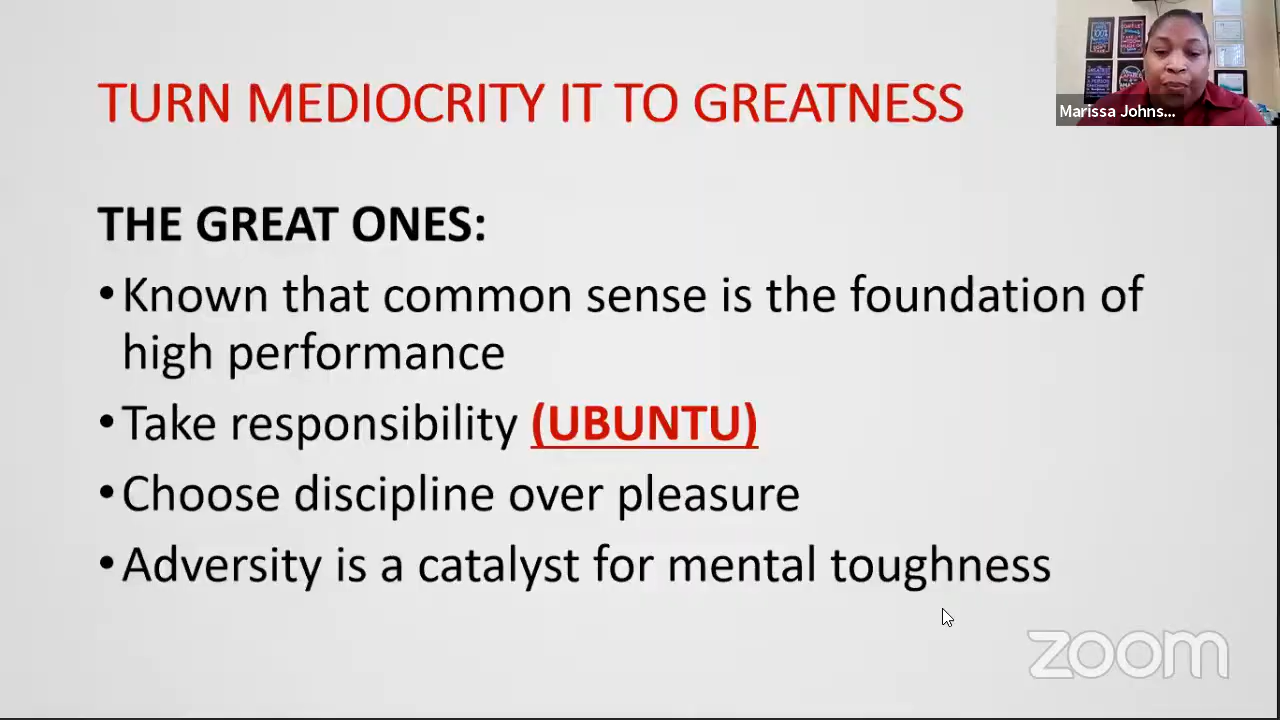 TURN MEDIOCRITY IT TO GREATNESS
Marissa Johns...
THE GREAT ONES:
•Known that common sense is the foundation of
high performance
•Take responsibility (UBUNTU)
•Choose discipline over pleasure
•Adversity is a catalyst for mental toughness
zoom